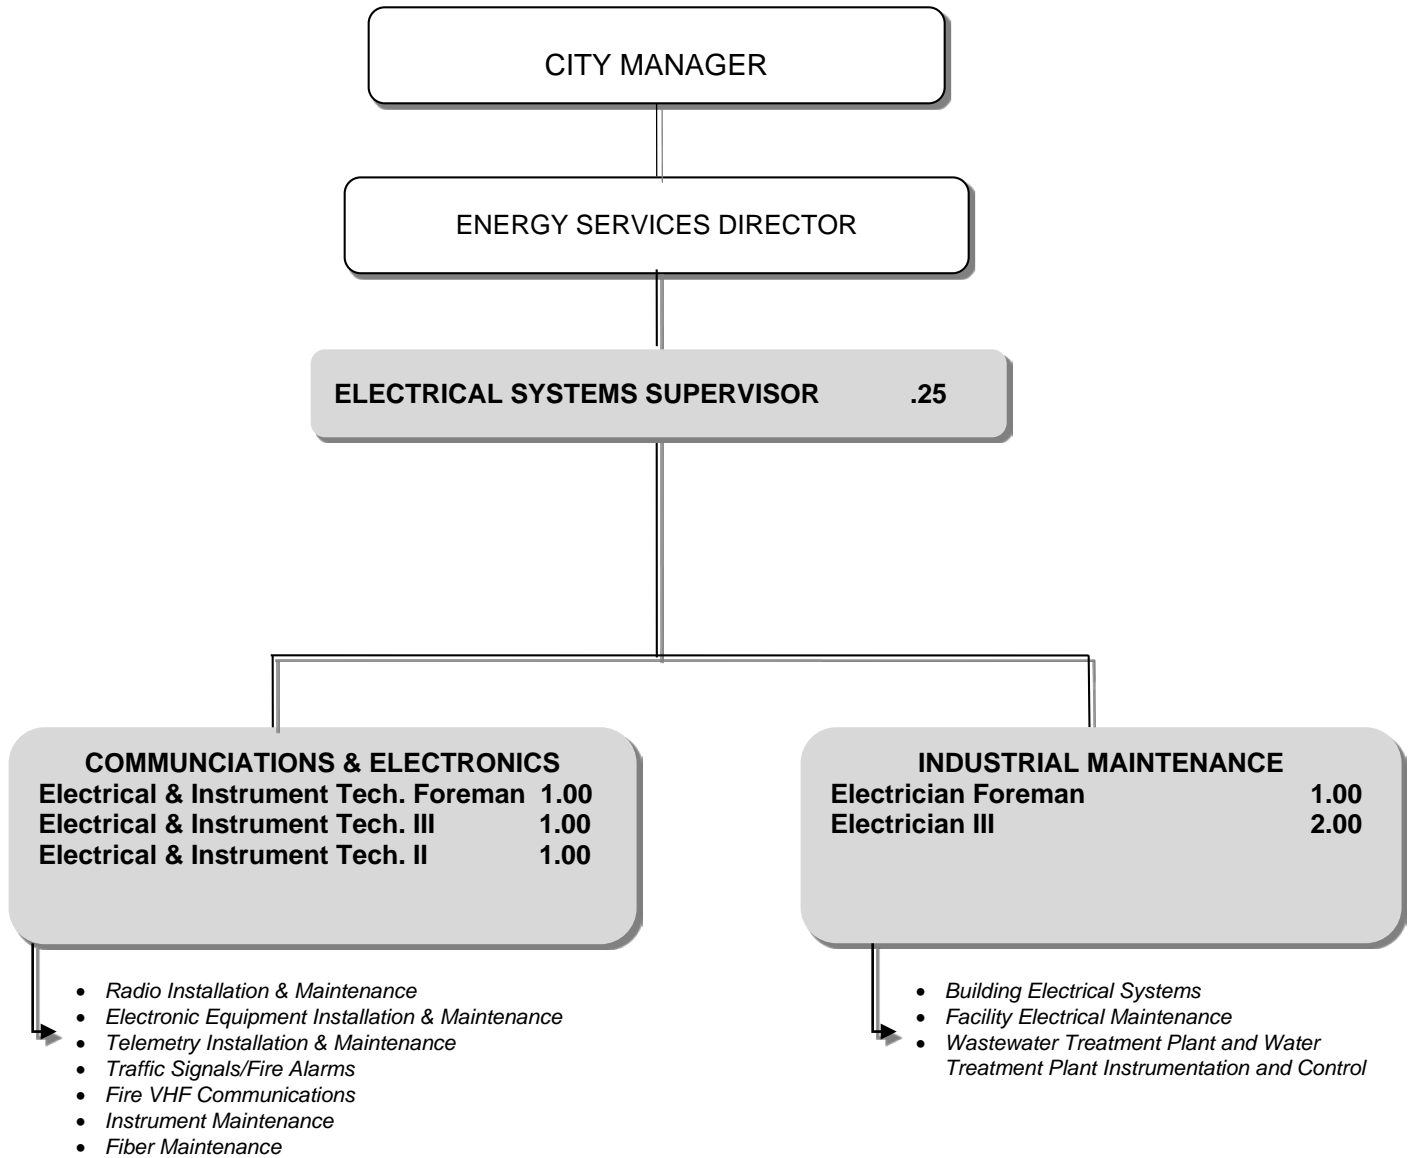 CITY MANAGER
ENERGY SERVICES DIRECTOR
ELECTRICAL SYSTEMS SUPERVISOR .25
COMMUNCIATIONS & ELECTRONICS
Electrical & Instrument Tech. Foreman 1.00
Electrical & Instrument Tech. III 1.00
Electrical & Instrument Tech. II 1.00
• Radio Installation & Maintenance
• Electronic Equipment Installation & Maintenance
• Telemetry Installation & Maintenance
• Traffic Signals/Fire Alarms
• Fire VHF Communications
• Instrument Maintenance
• Fiber Maintenance
INDUSTRIAL MAINTENANCE
Electrician Foreman 1.00
Electrician III 2.00
• Building Electrical Systems
• Facility Electrical Maintenance
• Wastewater Treatment Plant and Water
Treatment Plant Instrumentation and Control